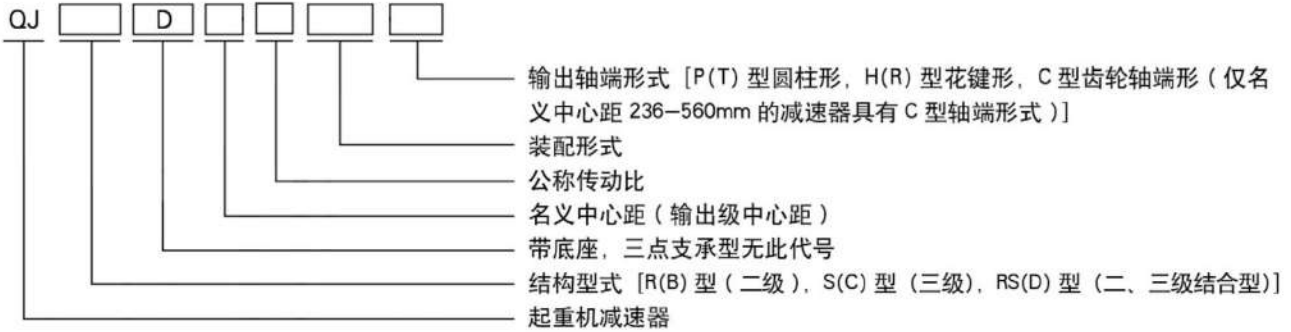 QJ D
输出轴端形式 [P(T) 型圆柱形, H(R) 型花键形, C 型齿轮轴端形 ( 仅名
义中心距 236—560mm 的减速器具有 C 型轴端形式 )]
装配形式
公称传动比
名义中心距 ( 输出级中心距 )
带底座, 三点支承型无此代号
结构型式 [R(B) 型 ( 二级 ), S(C) 型 (三级), RS(D) 型 (二、三级结合型)]
起重机减速器